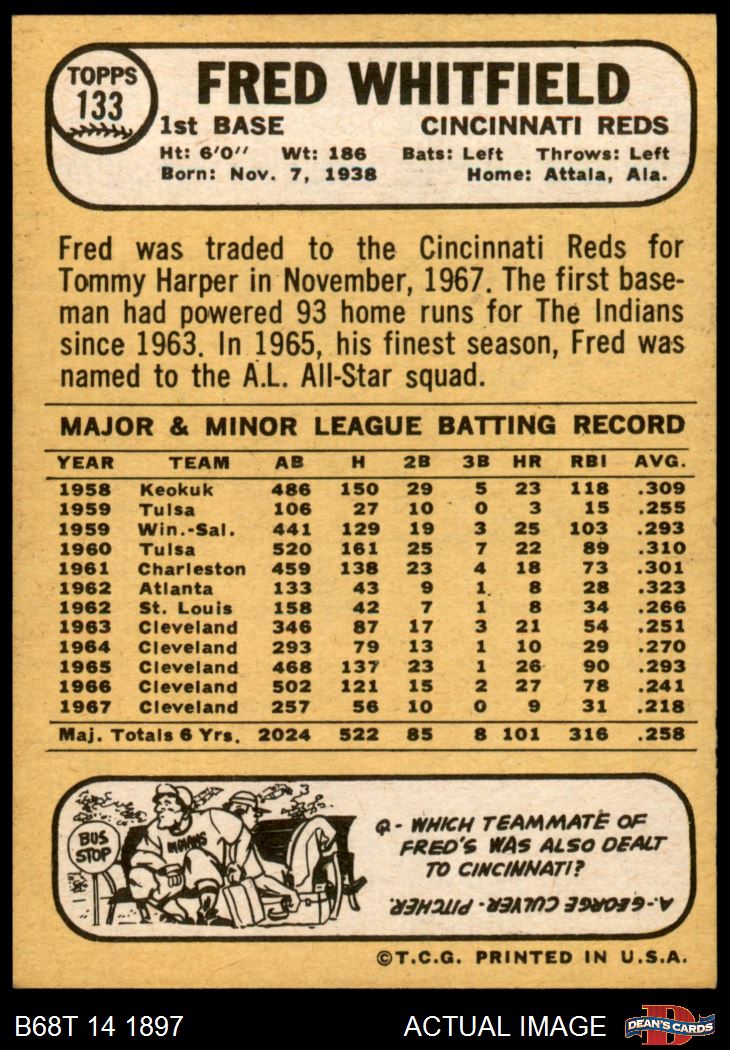 TOPPS
133
FRED WHITFIELD
1st BASE CINCINNATI REDS
Ht: 6'0" Wt: 186 Bats: Left Throws: Left
Born: Nov. 7, 1938 Home: Attala, Ala.
Fred was traded to the Cincinnati Reds for
Tommy Harper in November, 1967. The first base-
man had powered 93 home runs for The Indians
since 1963. In 1965, his finest season, Fred was
named to the A.L. All-Star squad.
MAJOR & MINOR LEAGUE BATTING RECORD
YEAR TEAM AB H 2B 3B HR RBI AVG.
1958 Keokuk 486 150 29 5 23 118 .309
1959 Tulsa 106 27 10 0 3 15 .255
1959 Win.-Sal. 441 129 19 3 25 103 .293
1960 Tulsa 520 161 25 7 22 89 .310
1961 Charleston 459 138 23 4 18 73 .301
1962 Atlanta 133 43 9 1 8 28 .323
1962 St. Louis 158 42 7 1 8 34 .266
1963 Cleveland 346 87 17 3 21 54 .251
1964 Cleveland 293 79 13 1 10 29 .270
1965 Cleveland 468 137 23 1 26 90 .293
1966 Cleveland 502 121 15 2 27 78 .241
1967 Cleveland 257 56 10 0 9 31 .218
Maj. Totals 6 Yrs. 2024 522 85 8 101 316 .258
BUS
STOP
INDIANS
Q- WHICH TEAMMATE OF
FRED'S WAS ALSO DEALT
TO CINCINNATI?
A-GEORGE CULVER-PITCHER.
©T.C.G. PRINTED IN U.S.A.
B68T 14 1897 ACTUAL IMAGE
D
DEAN'S CARDS